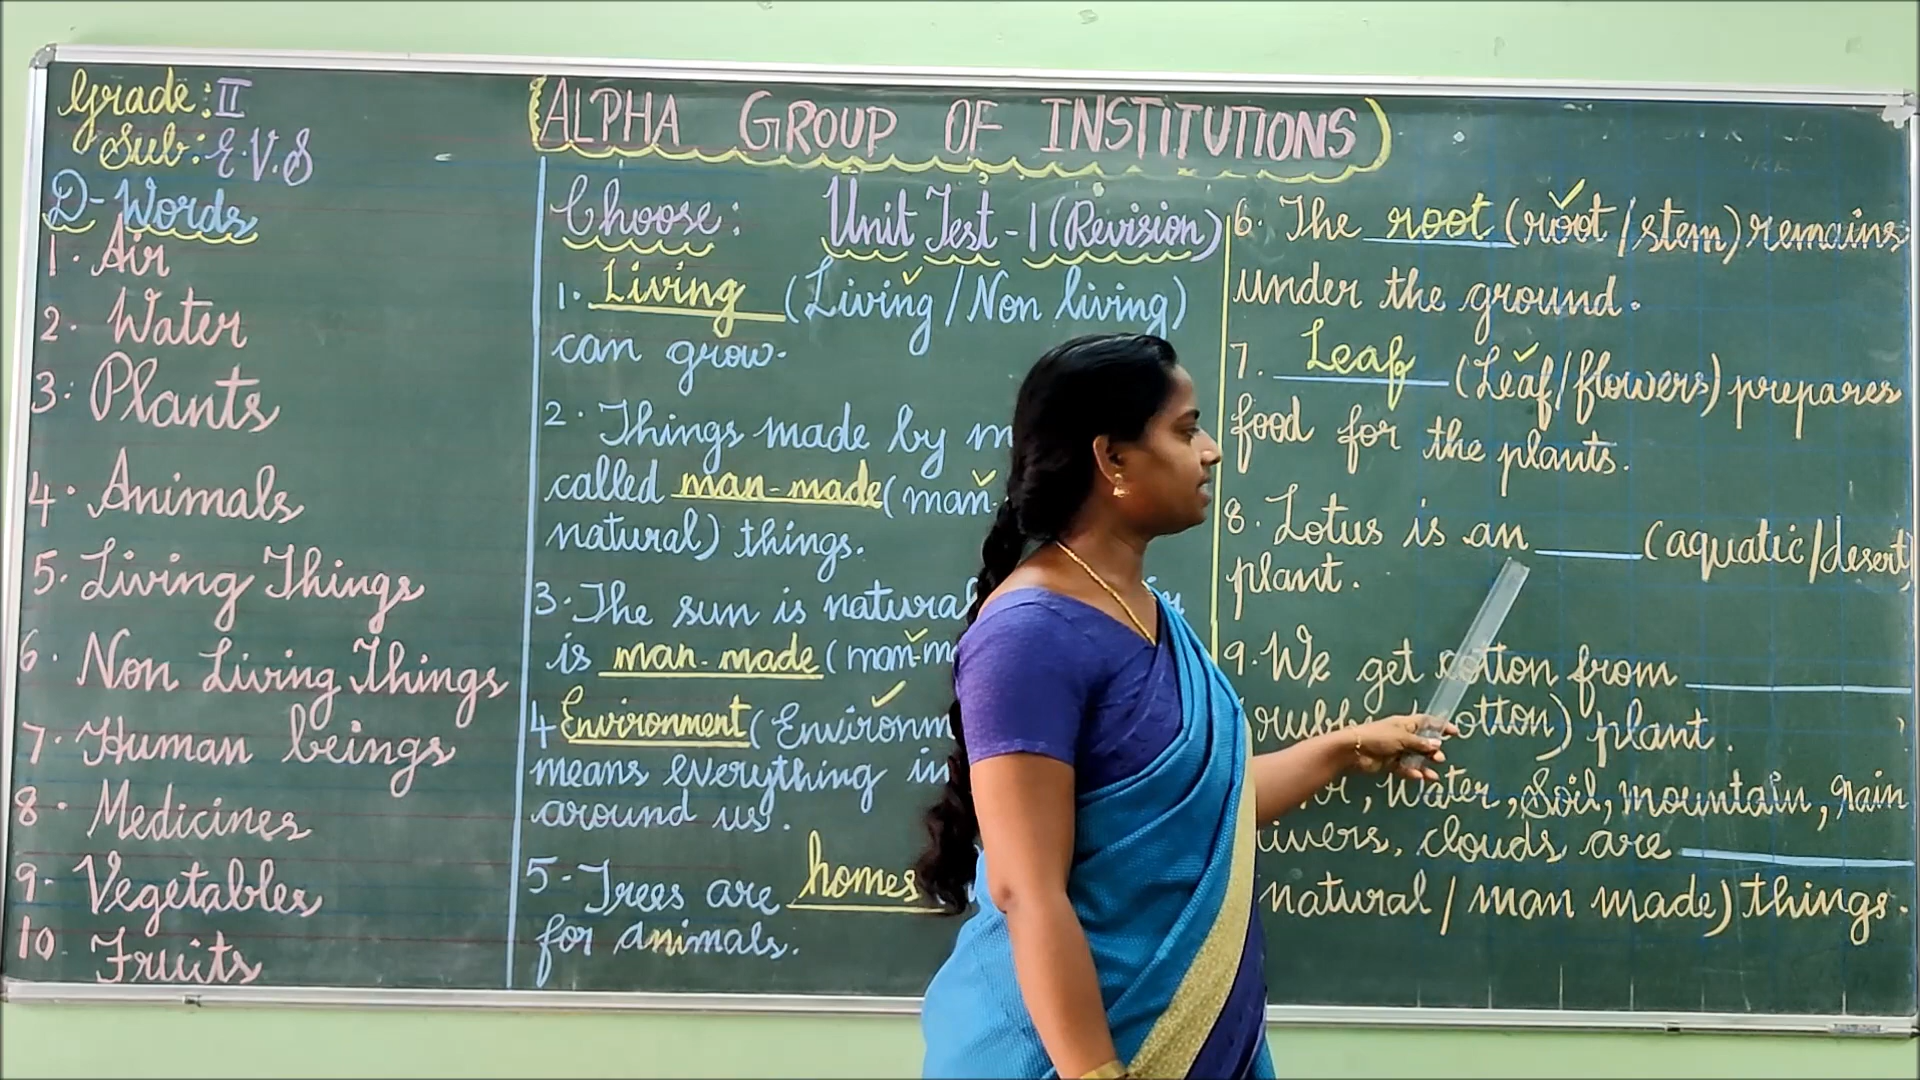 Grade: II
Sub: E.V.S
ALPHA GROUP OF INSTITUTIONS
D-Words
1. Air
2. Water
3. Plants
4. Animals
5. Living Things
6. Non Living Things
7. Human beings
8. Medicines
9. Vegetables
10. Fruits
Choose: Unit Test-1 (Revision)
1. Living (Living/Non living)
can grow.
2. Things made by
called man-made (man-
natural) things.
3. The sun is natural
is man-made (man-
4 Environment (
means everything
around us.
5. Trees are homes
for animals.
6. The root (root/stem) remains
under the ground.
7. Leaf (Leaf/flowers) prepares
food for the plants.
8. Lotus is an ____ (aquatic/desert)
plant.
9. We get cotton from ____
cotton) plant.
, Water, Soil, mountain, rain
rivers, clouds are ____
natural / man made) things.